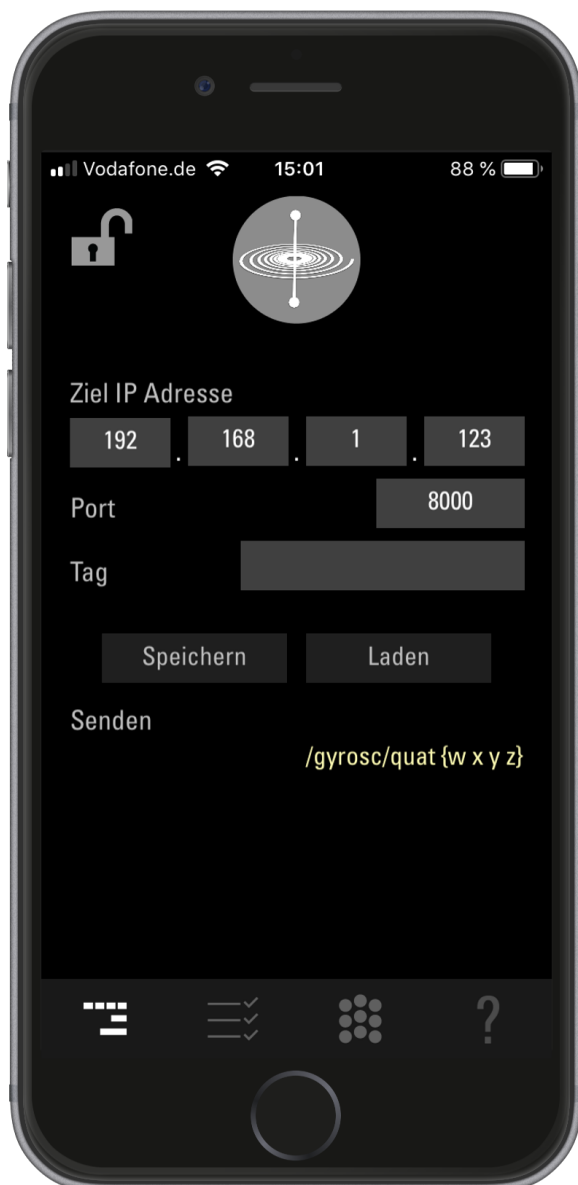 Vodafone.de 15:01 88 %
Ziel IP Adresse
192 . 168 . 1 . 123
Port 8000
Tag
Speichern Laden
Senden
/gyrosc/quat {w x y z}
?